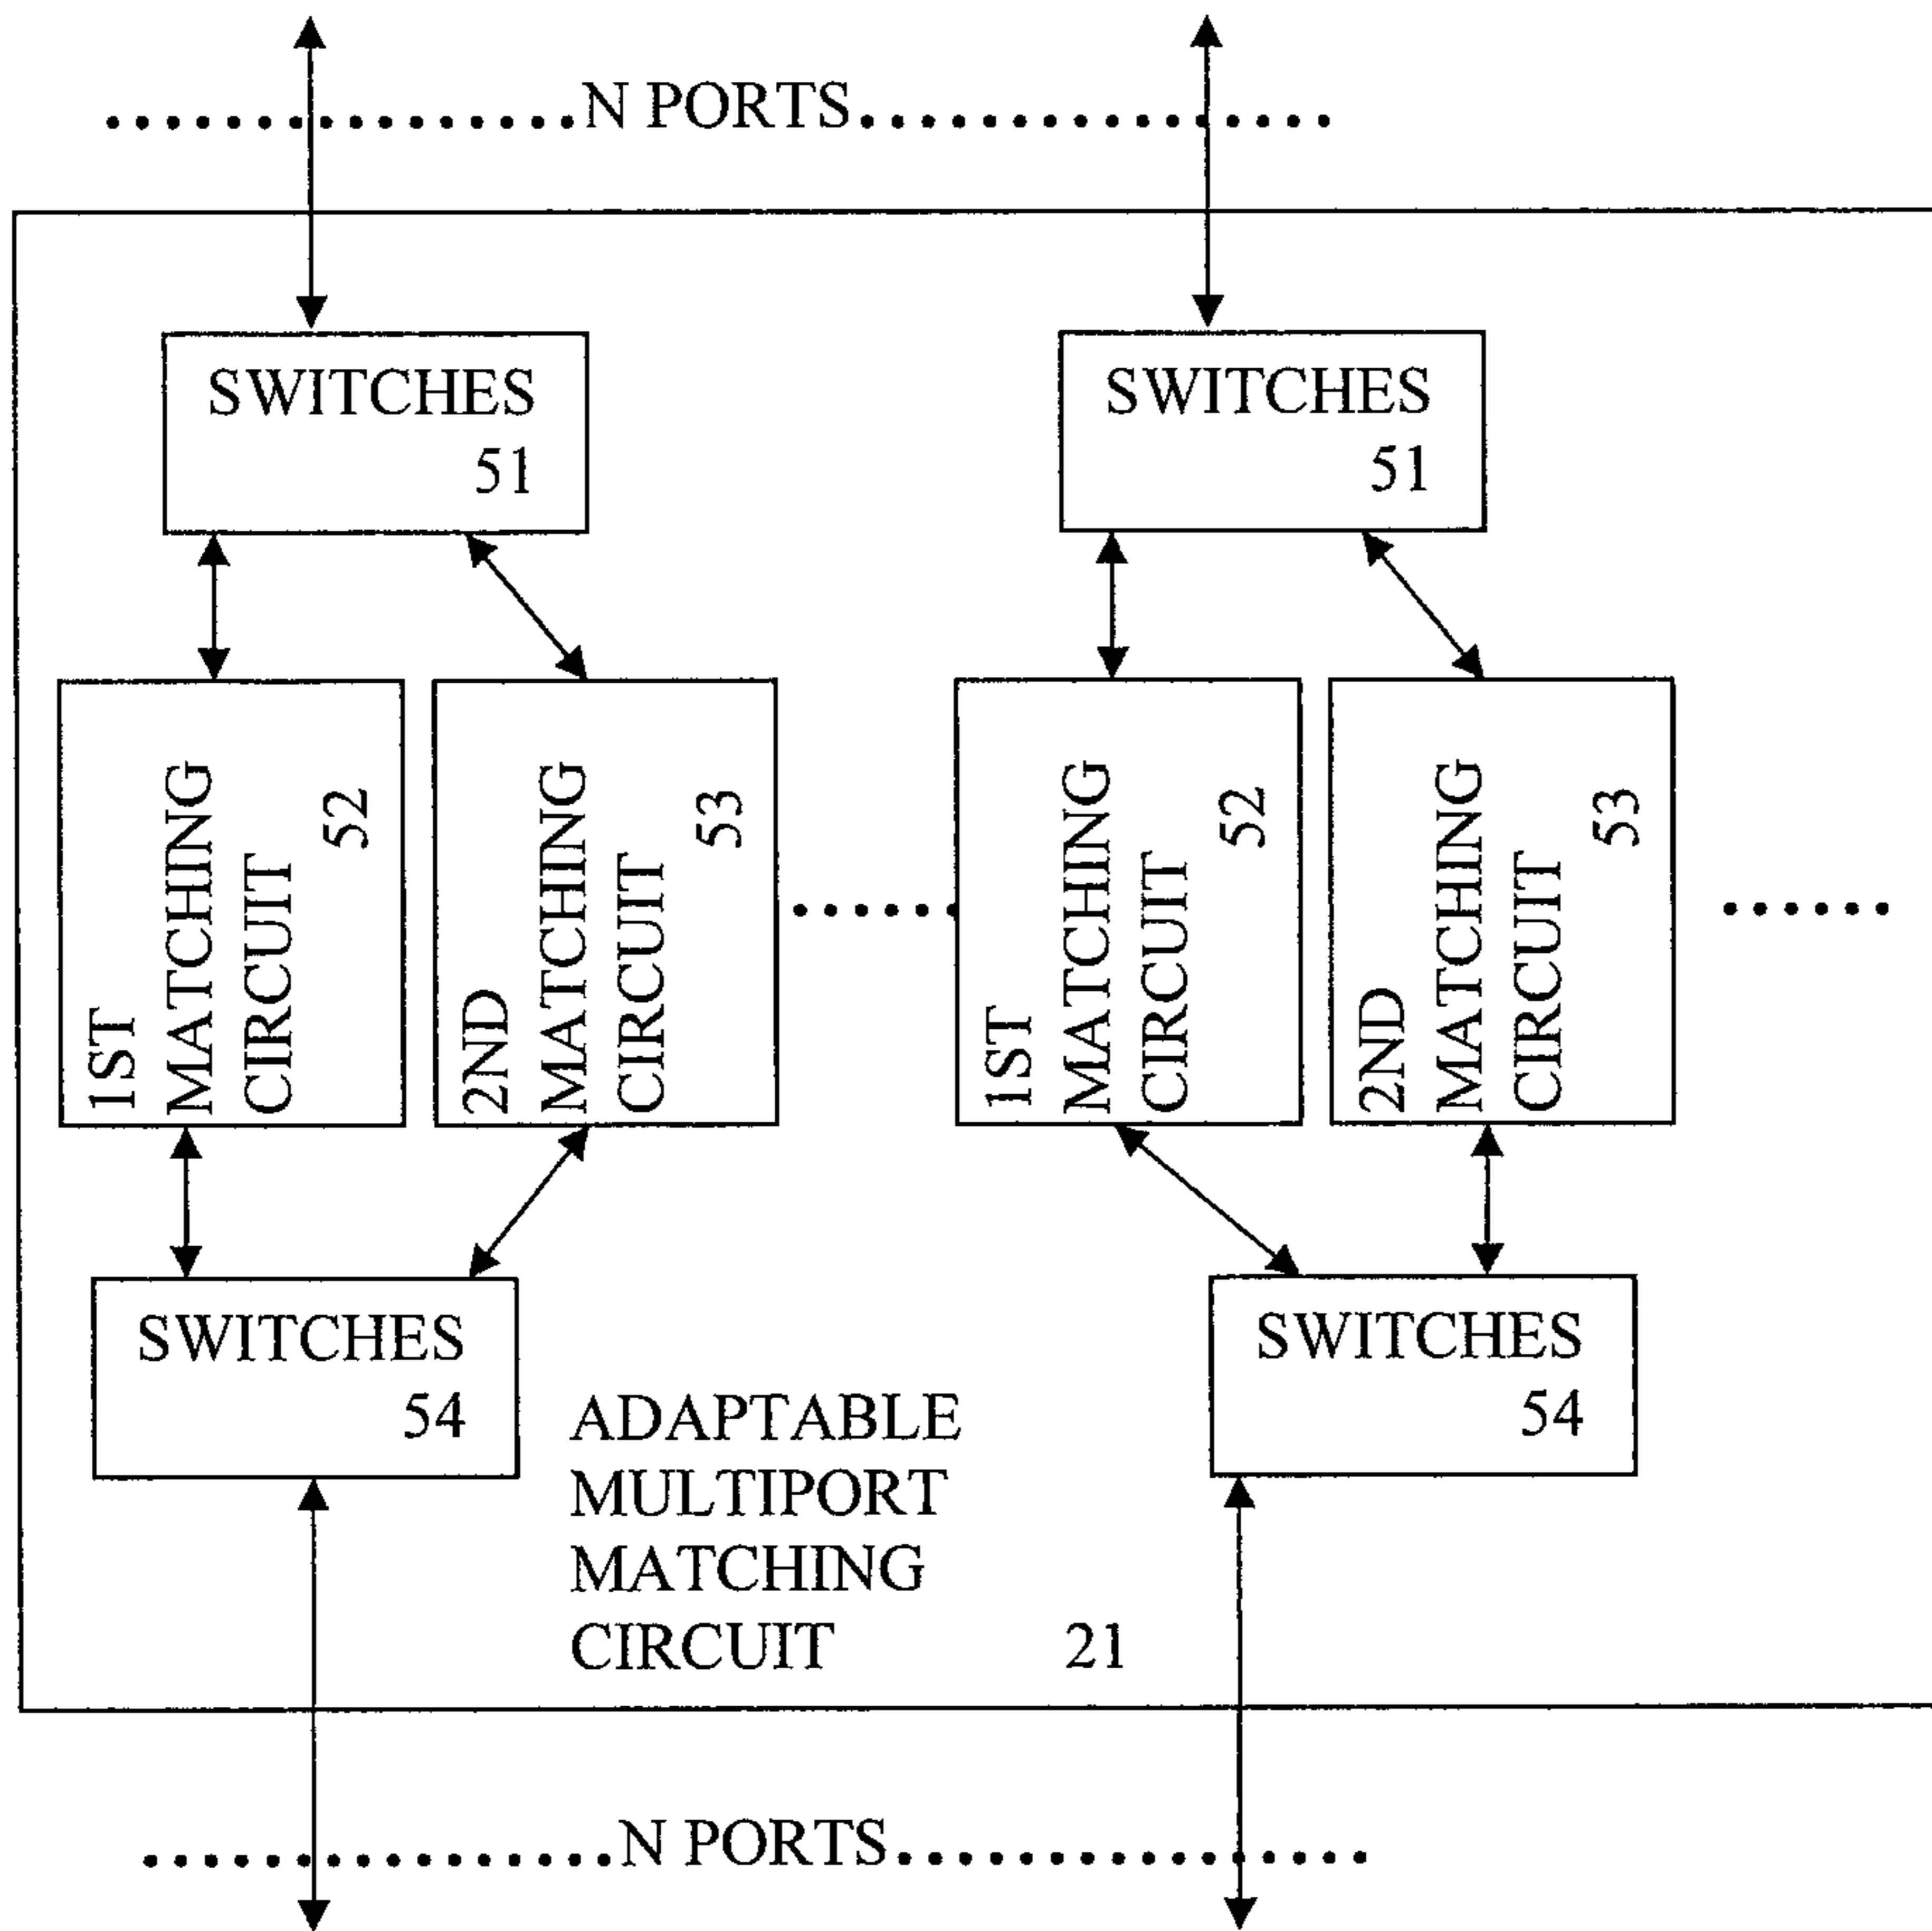 N PORTS
SWITCHES
51
SWITCHES
51
1ST
MATCHING
CIRCUIT
52
2ND
MATCHING
CIRCUIT
53
1ST
MATCHING
CIRCUIT
52
2ND
MATCHING
CIRCUIT
53
SWITCHES
54
SWITCHES
54
ADAPTABLE
MULTIPORT
MATCHING
CIRCUIT 21
N PORTS